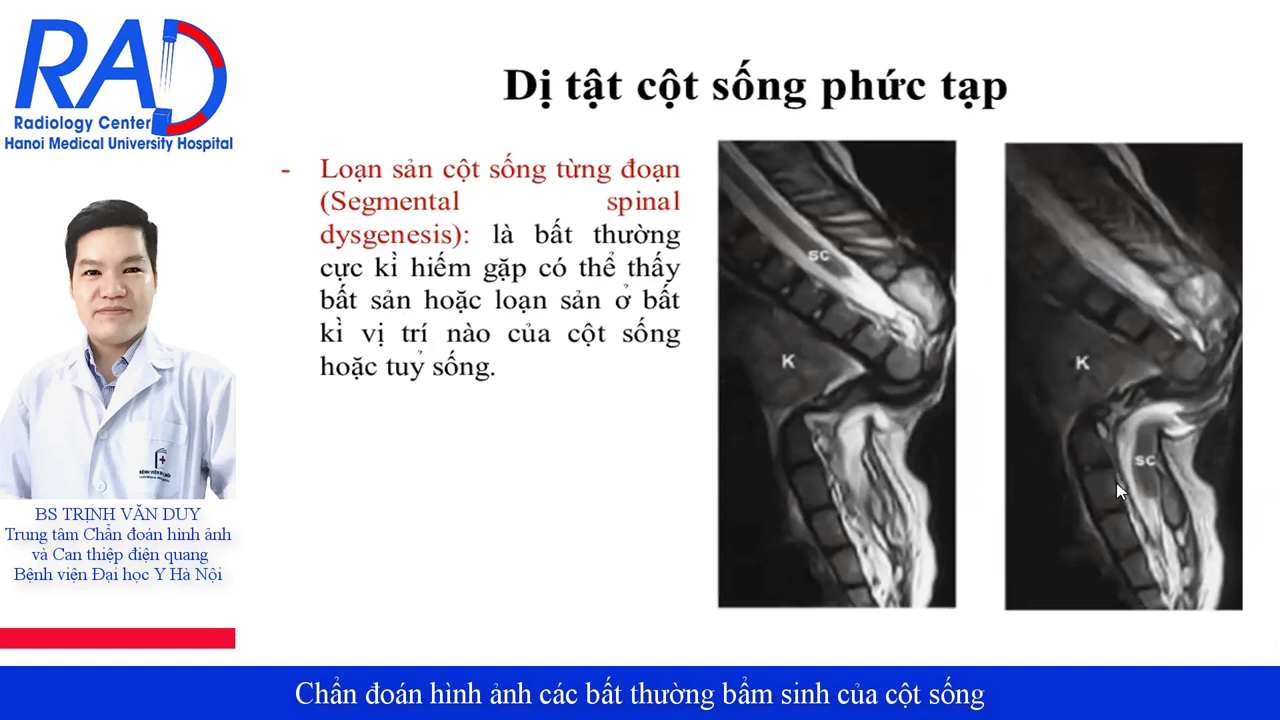 RAD
Radiology Center
Hanoi Medical University Hospital
Dị tật cột sống phức tạp
- Loạn sản cột sống từng đoạn
(Segmental spinal
dysgenesis): là bất thường
cực kì hiếm gặp có thể thấy
bất sản hoặc loạn sản ở bất
kì vị trí nào của cột sống
hoặc tuỷ sống.
SC
K
K
SC
BS TRỊNH VĂN DUY
Trung tâm Chẩn đoán hình ảnh
và Can thiệp điện quang
Bệnh viện Đại học Y Hà Nội
Chẩn đoán hình ảnh các bất thường bẩm sinh của cột sống